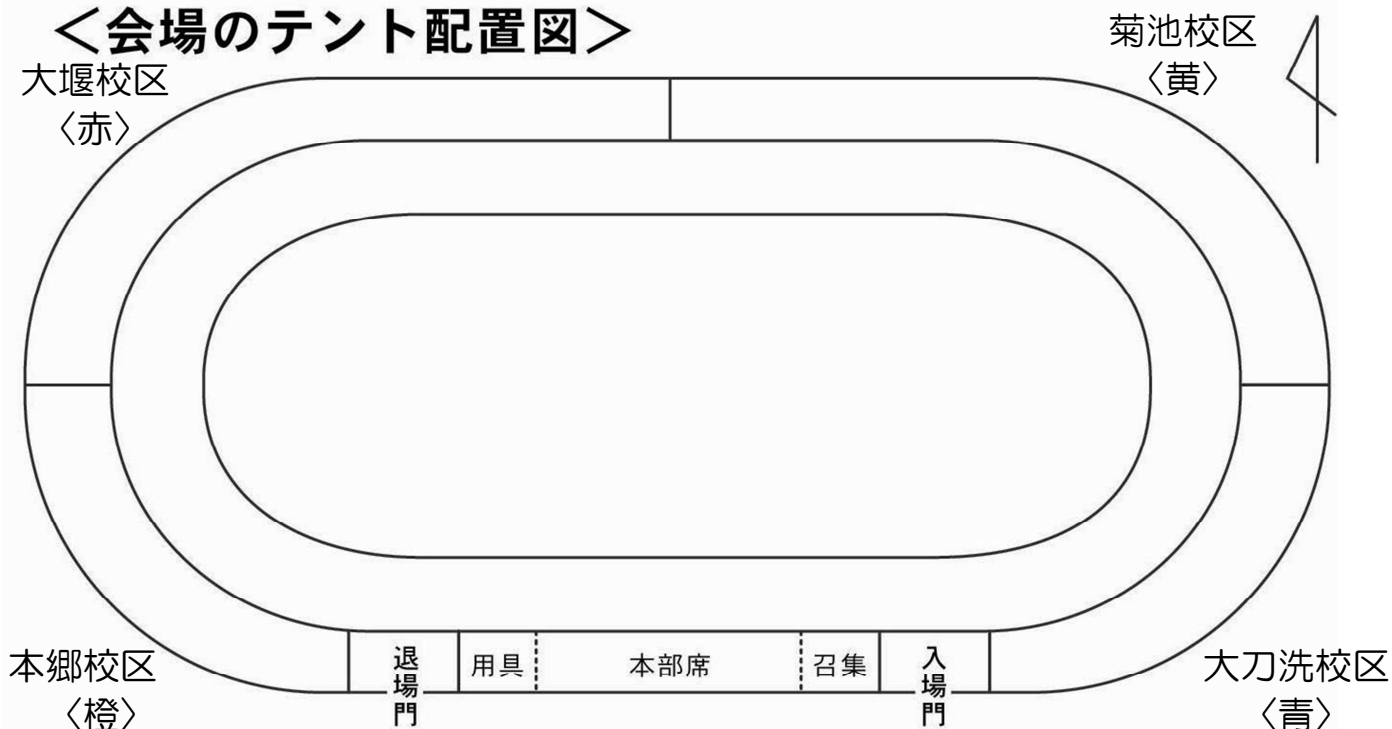 <会場のテント配置図>
大堰校区
〈赤〉
菊池校区
〈黄〉
本郷校区
〈橙〉
退場門
用具
本部席
召集
入場門
大刀洗校区
〈青〉